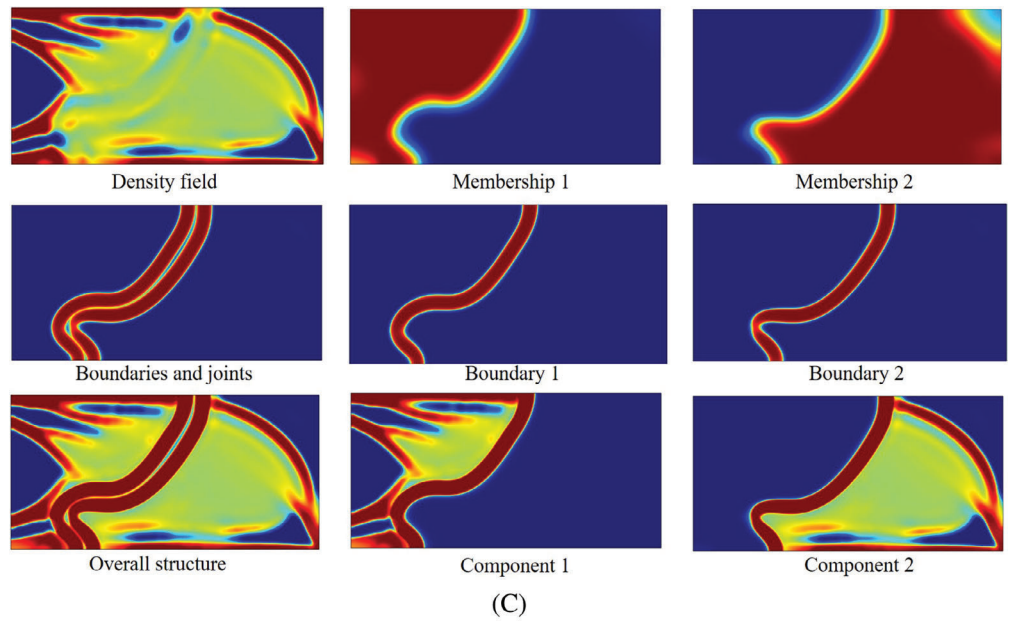 Density field
Membership 1
Membership 2
Boundaries and joints
Boundary 1
Boundary 2
Overall structure
Component 1
Component 2
(C)